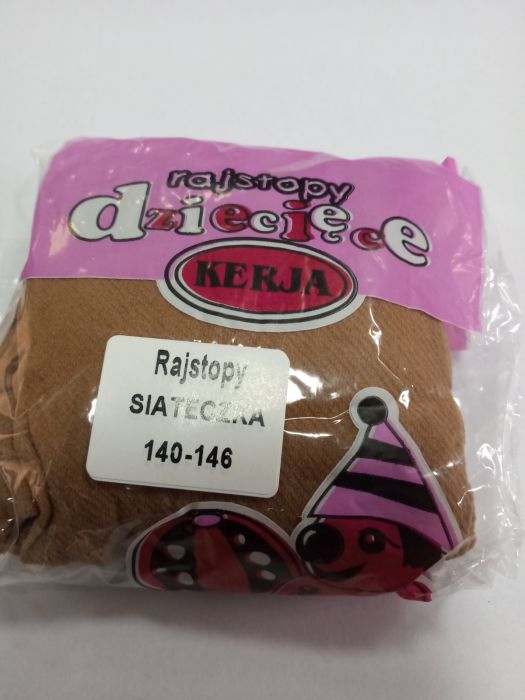 rajstopy
dziecięce
KERJA
Rajstopy
SIATECZKA
140-146